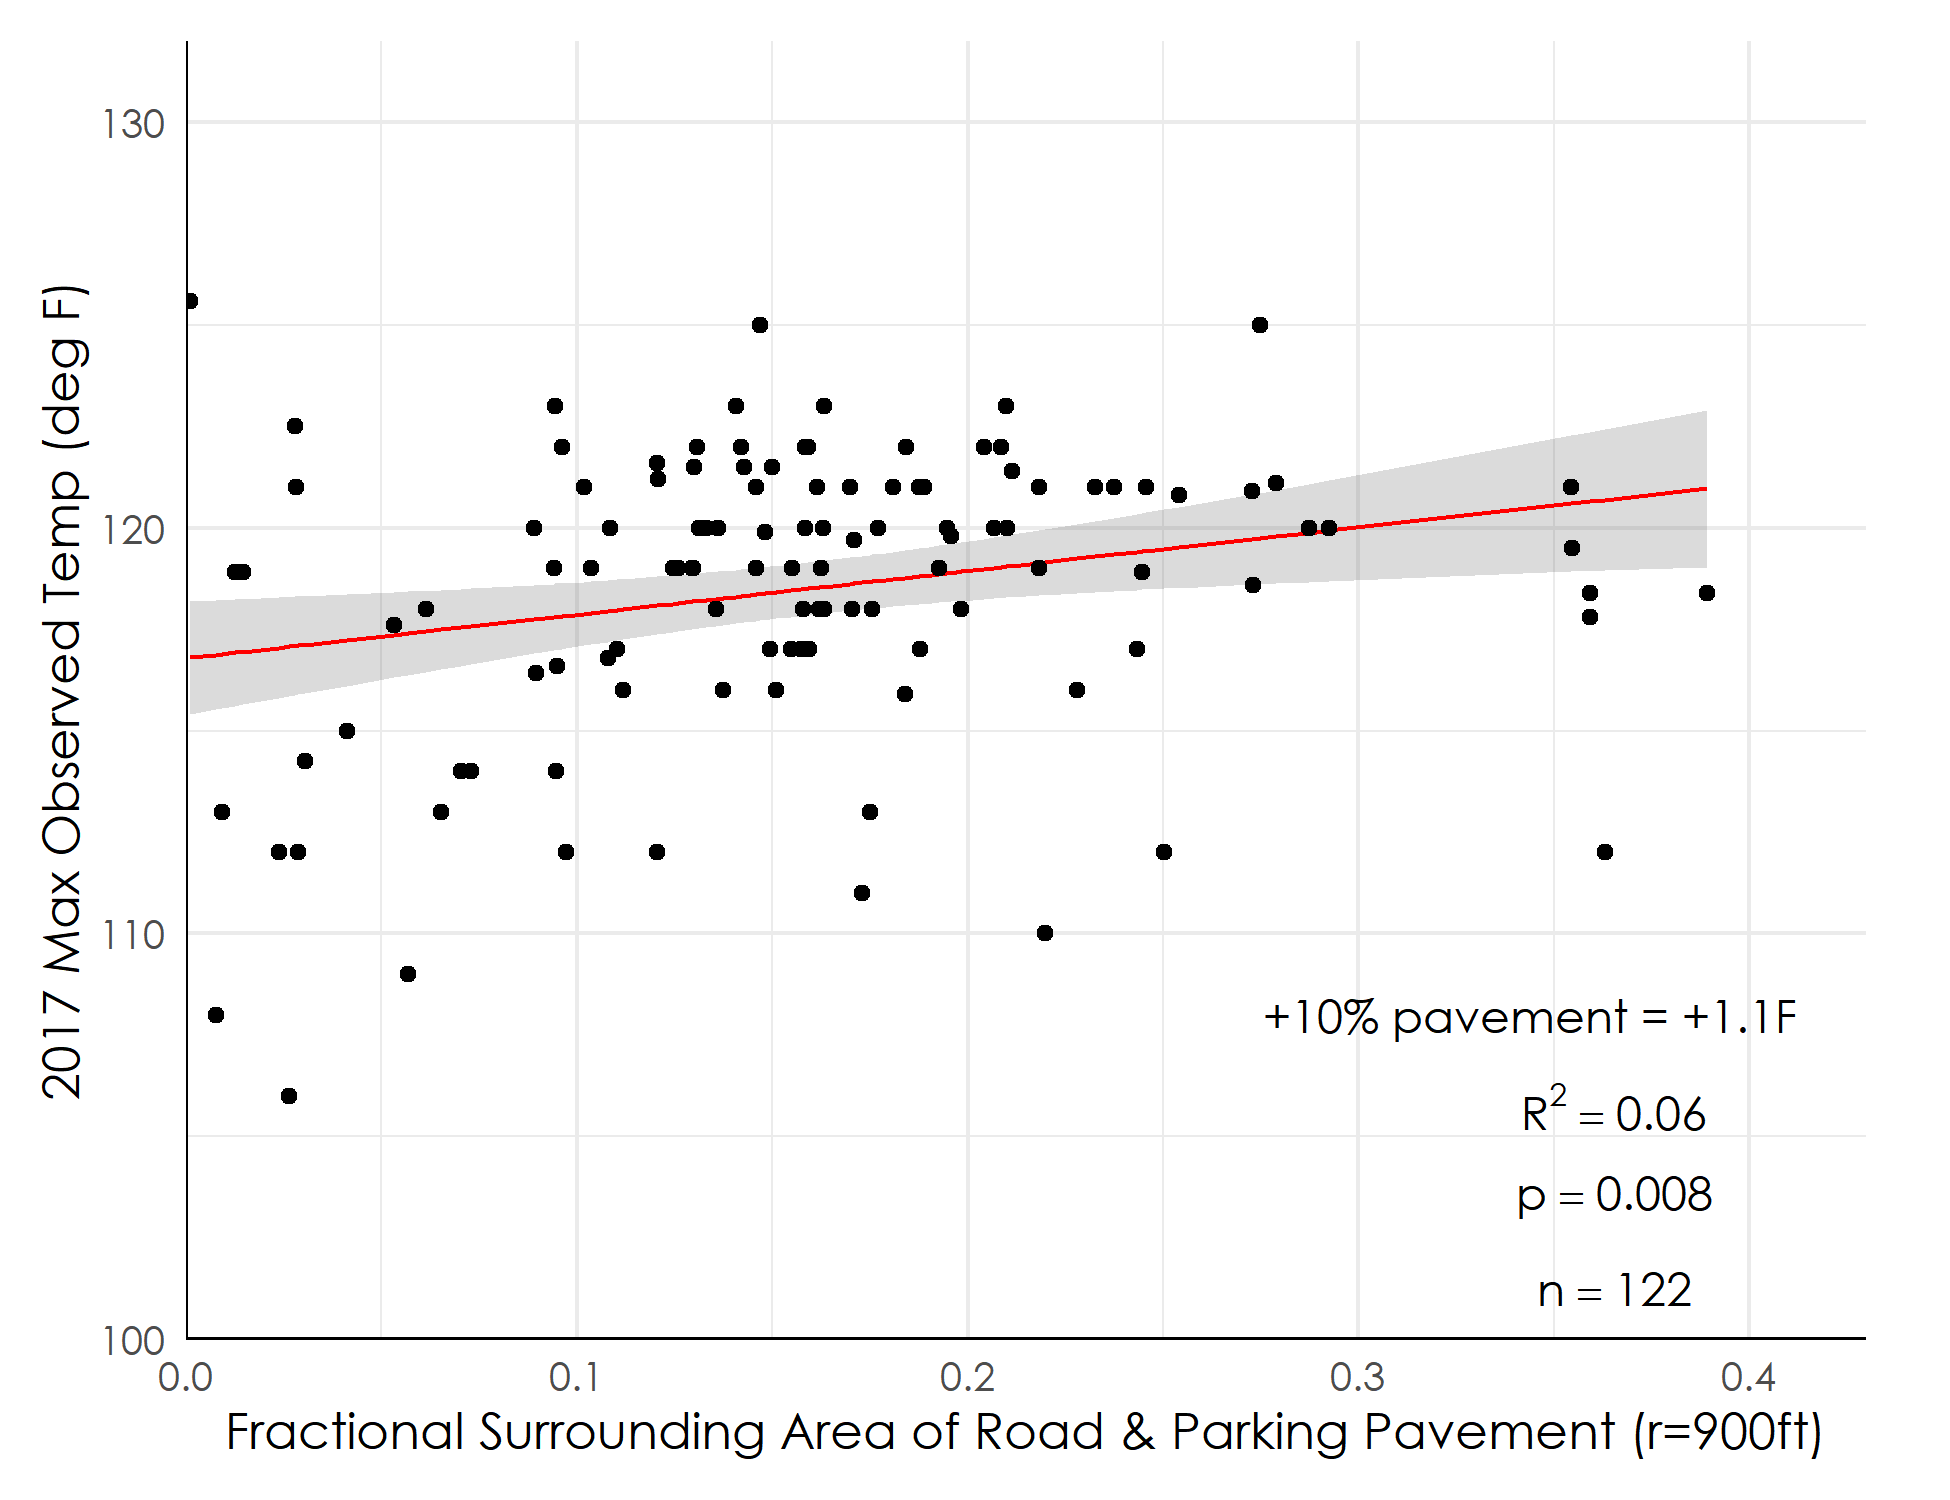 130
120
110
100
2017 Max Observed Temp (deg F)
+10% pavement = +1.1F
R² = 0.06
p = 0.008
n = 122
0.0 0.1 0.2 0.3 0.4
Fractional Surrounding Area of Road & Parking Pavement (r=900ft)